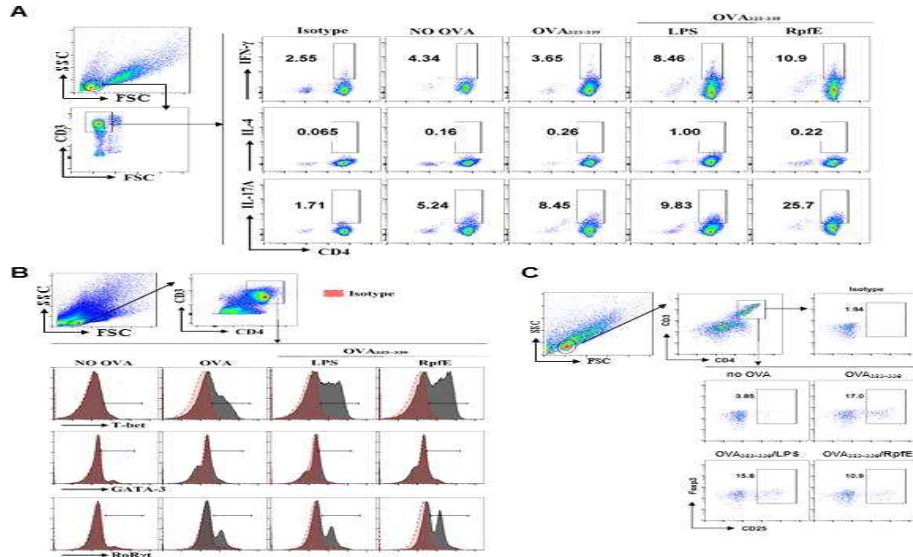 A
OVA₃₂₃₋₃₃₉
Isotype NO OVA OVA₃₂₃₋₃₃₉ LPS RpfE
SSC
FSC
CD3
FSC
IFN-γ
2.55 4.34 3.65 8.46 10.9
IL-4
0.065 0.16 0.26 1.00 0.22
IL-17A
1.71 5.24 8.45 9.83 25.7
CD4
B
SSC
FSC
CD3
CD4
Isotype
OVA₃₂₃₋₃₃₉
NO OVA OVA LPS RpfE
T-bet
GATA-3
RoRγt
C
SSC
FSC
CD3
CD4
Isotype
1.94
no OVA OVA₃₂₃₋₃₃₉
3.85 17.0
OVA₃₂₃₋₃₃₉/LPS OVA₃₂₃₋₃₃₉/RpfE
15.8 10.9
Foxp3
CD25